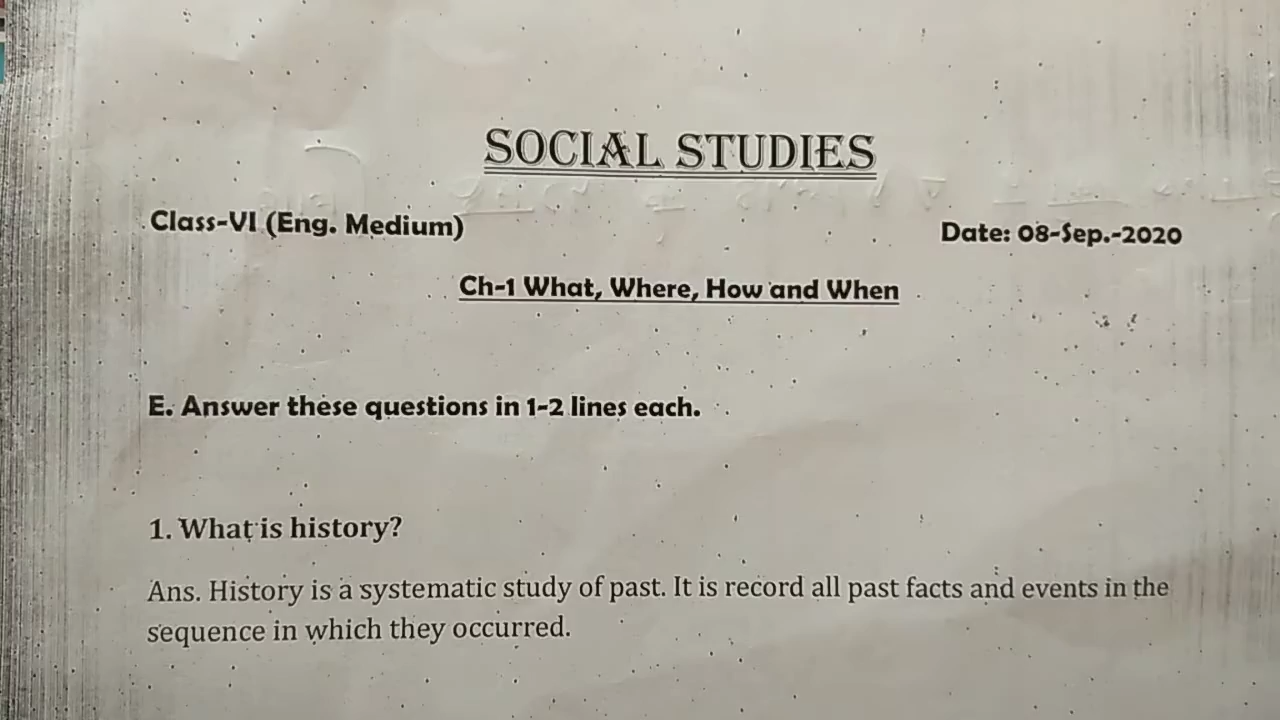 SOCIAL STUDIES
Class-VI (Eng. Medium)
Date: 08-Sep.-2020
Ch-1 What, Where, How and When
E. Answer these questions in 1-2 lines each.
1. What is history?
Ans. History is a systematic study of past. It is record all past facts and events in the
sequence in which they occurred.